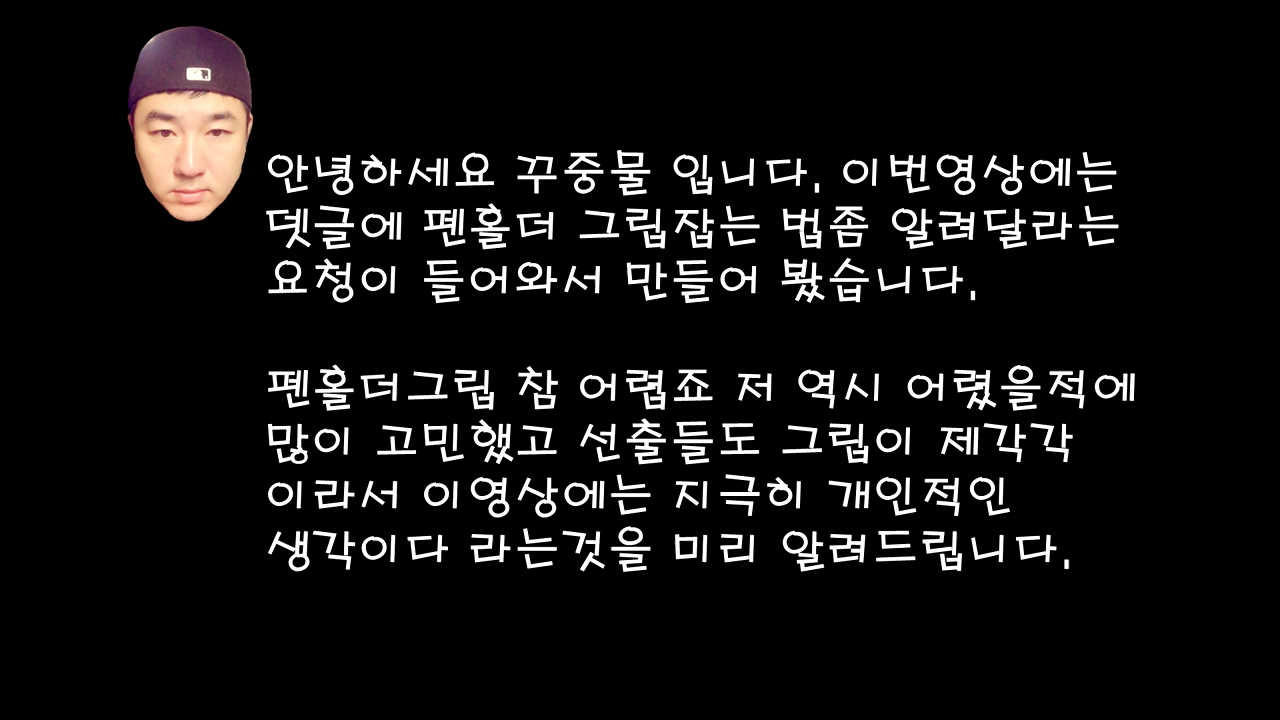 안녕하세요 꾸중물 입니다. 이번영상에는
뎃글에 펜홀더 그립잡는 법좀 알려달라는
요청이 들어와서 만들어 봤습니다.
펜홀더그립 참 어렵죠 저 역시 어렸을적에
많이 고민했고 선출들도 그립이 제각각
이라서 이영상에는 지극히 개인적인
생각이다 라는것을 미리 알려드립니다.